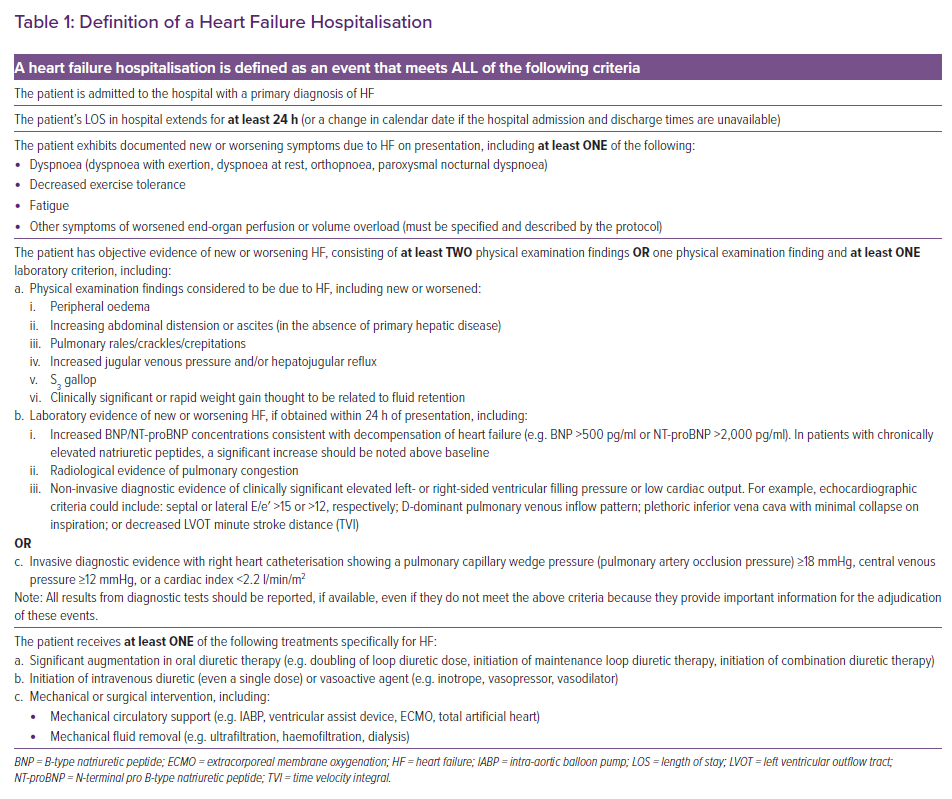 Table 1: Definition of a Heart Failure Hospitalisation
A heart failure hospitalisation is defined as an event that meets ALL of the following criteria
The patient is admitted to the hospital with a primary diagnosis of HF
The patient's LOS in hospital extends for at least 24 h (or a change in calendar date if the hospital admission and discharge times are unavailable)
The patient exhibits documented new or worsening symptoms due to HF on presentation, including at least ONE of the following:
• Dyspnoea (dyspnoea with exertion, dyspnoea at rest, orthopnoea, paroxysmal nocturnal dyspnoea)
• Decreased exercise tolerance
• Fatigue
• Other symptoms of worsened end-organ perfusion or volume overload (must be specified and described by the protocol)
The patient has objective evidence of new or worsening HF, consisting of at least TWO physical examination findings OR one physical examination finding and at least ONE
laboratory criterion, including:
a. Physical examination findings considered to be due to HF, including new or worsened:
i. Peripheral oedema
ii. Increasing abdominal distension or ascites (in the absence of primary hepatic disease)
iii. Pulmonary rales/crackles/crepitations
iv. Increased jugular venous pressure and/or hepatojugular reflux
v. S3 gallop
vi. Clinically significant or rapid weight gain thought to be related to fluid retention
b. Laboratory evidence of new or worsening HF, if obtained within 24 h of presentation, including:
i. Increased BNP/NT-proBNP concentrations consistent with decompensation of heart failure (e.g. BNP >500 pg/ml or NT-proBNP >2,000 pg/ml). In patients with chronically
elevated natriuretic peptides, a significant increase should be noted above baseline
ii. Radiological evidence of pulmonary congestion
iii. Non-invasive diagnostic evidence of clinically significant elevated left- or right-sided ventricular filling pressure or low cardiac output. For example, echocardiographic
criteria could include: septal or lateral E/e′ >15 or >12, respectively; D-dominant pulmonary venous inflow pattern; plethoric inferior vena cava with minimal collapse on
inspiration; or decreased LVOT minute stroke distance (TVI)
OR
c. Invasive diagnostic evidence with right heart catheterisation showing a pulmonary capillary wedge pressure (pulmonary artery occlusion pressure) ≥18 mmHg, central venous
pressure ≥12 mmHg, or a cardiac index <2.2 l/min/m²
Note: All results from diagnostic tests should be reported, if available, even if they do not meet the above criteria because they provide important information for the adjudication
of these events.
The patient receives at least ONE of the following treatments specifically for HF:
a. Significant augmentation in oral diuretic therapy (e.g. doubling of loop diuretic dose, initiation of maintenance loop diuretic therapy, initiation of combination diuretic therapy)
b. Initiation of intravenous diuretic (even a single dose) or vasoactive agent (e.g. inotrope, vasopressor, vasodilator)
c. Mechanical or surgical intervention, including:
• Mechanical circulatory support (e.g. IABP, ventricular assist device, ECMO, total artificial heart)
• Mechanical fluid removal (e.g. ultrafiltration, haemofiltration, dialysis)
BNP = B-type natriuretic peptide; ECMO = extracorporeal membrane oxygenation; HF = heart failure; IABP = intra-aortic balloon pump; LOS = length of stay; LVOT = left ventricular outflow tract;
NT-proBNP = N-terminal pro B-type natriuretic peptide; TVI = time velocity integral.